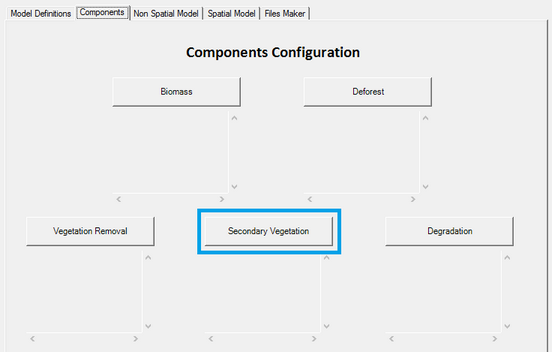 Model Definitions Components Non Spatial Model Spatial Model Files Maker
Components Configuration
Biomass Deforest
Vegetation Removal Secondary Vegetation Degradation